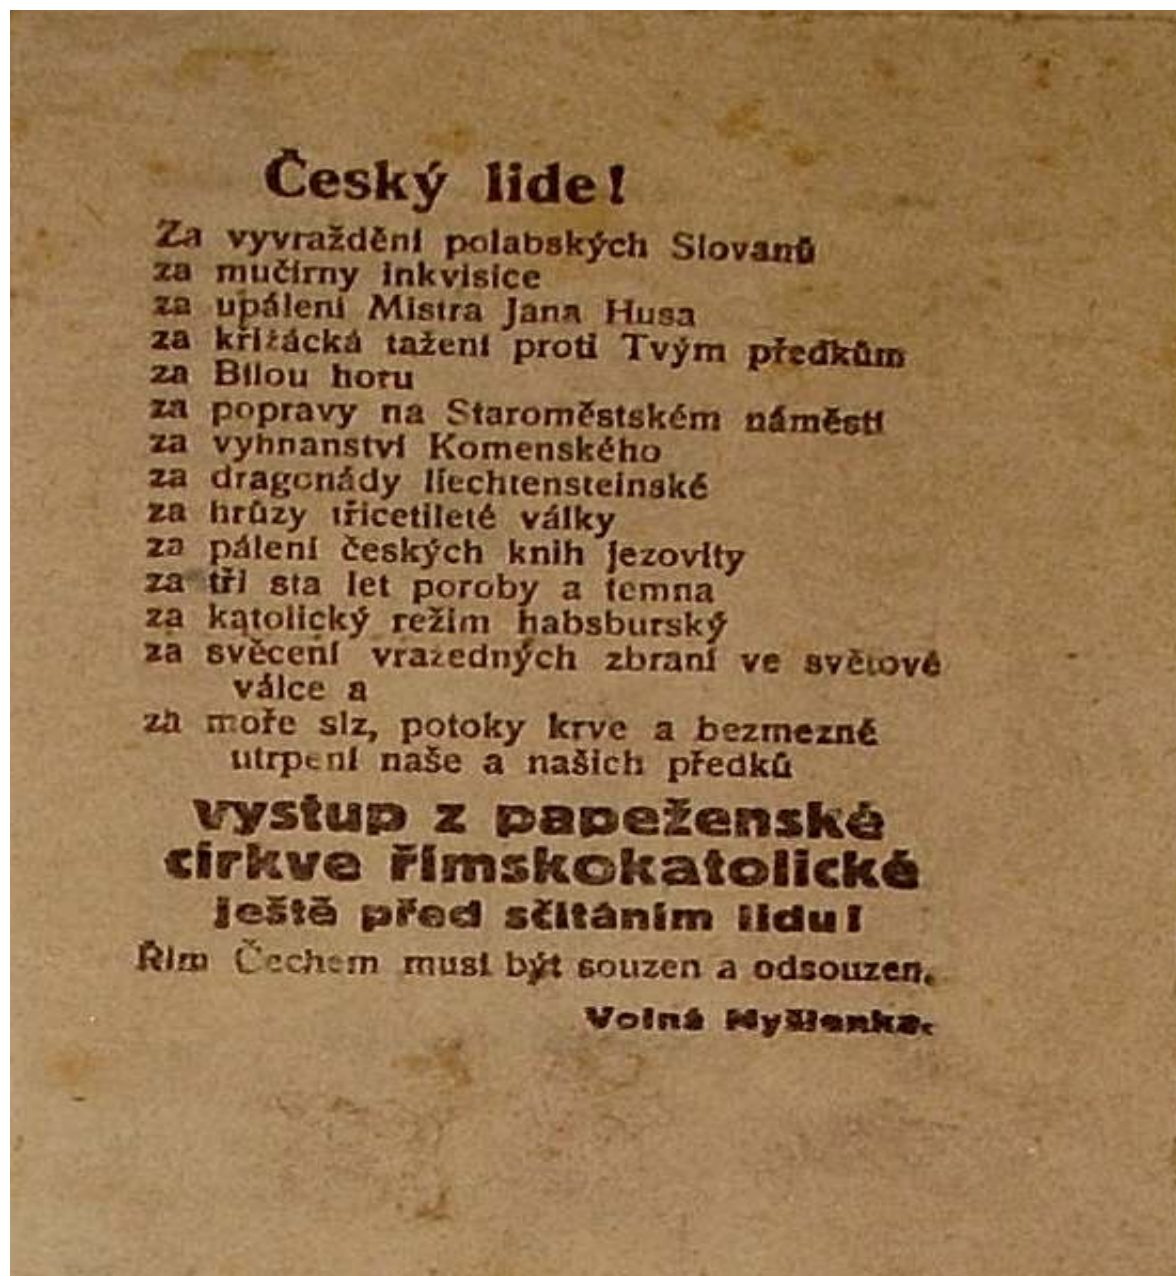 Český lide!
Za vyvraždění polabských Slovanů
za mučírny inkvisice
za upálení Mistra Jana Husa
za křižácká tažení proti Tvým předkům
za Bílou horu
za popravy na Staroměstském náměstí
za vyhnanství Komenského
za dragonády liechtensteinské
za hrůzy třicetileté války
za pálení českých knih jezovity
za tři sta let poroby a temna
za katolický režim habsburský
za svěcení vražedných zbraní ve světové
válce a
za moře slz, potoky krve a bezmezné
utrpení naše a našich předků
vystup z papeženské
církve římskokatolické
ještě před sčítáním lidu!
Řím Čechem musí být souzen a odsouzen.
Volná Myšlenka.